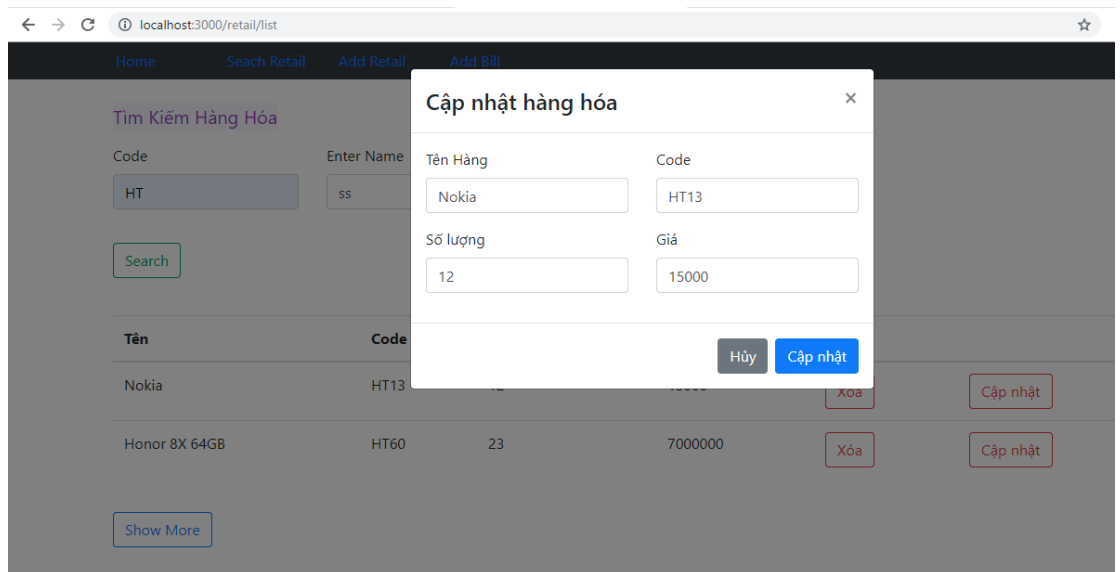 localhost:3000/retail/list
Home Seach Retail Add Retail Add Bill
Tìm Kiếm Hàng Hóa
Code Enter Name
HT ss
Search
Cập nhật hàng hóa ×
Tên Hàng Code
Nokia HT13
Số lượng Giá
12 15000
Hủy Cập nhật
Tên Code
Nokia HT13 12 15000 Xóa Cập nhật
Honor 8X 64GB HT60 23 7000000 Xóa Cập nhật
Show More